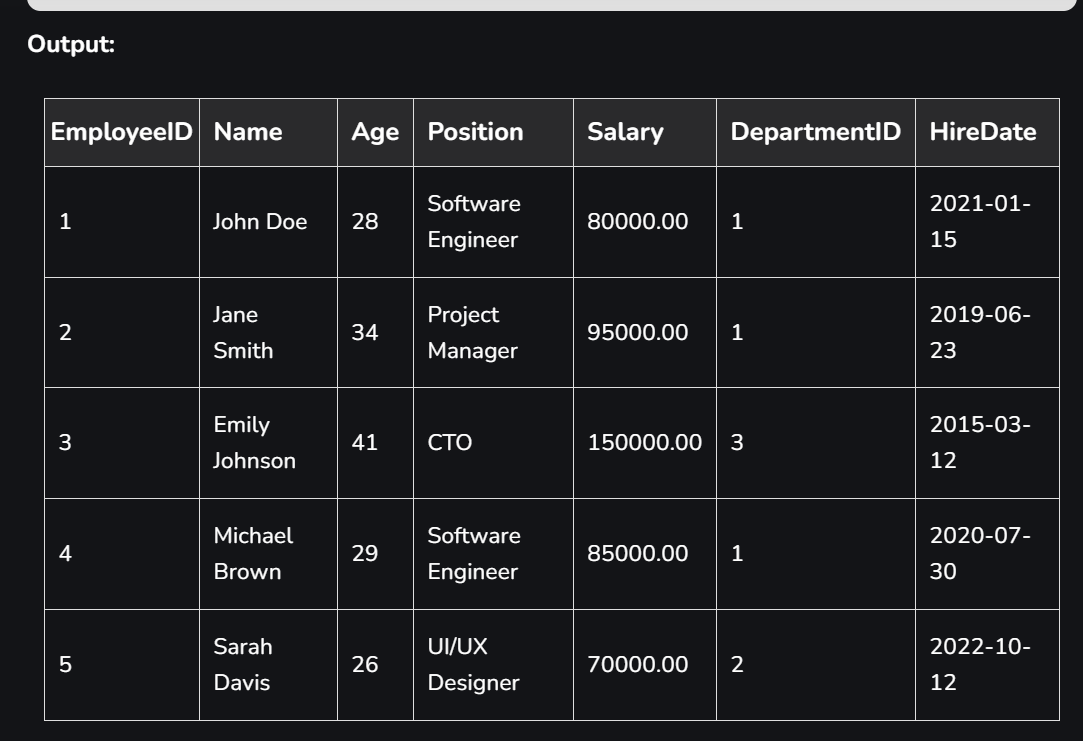 Output:
EmployeeID Name Age Position Salary DepartmentID HireDate
1 John Doe 28 Software Engineer 80000.00 1 2021-01-15
2 Jane Smith 34 Project Manager 95000.00 1 2019-06-23
3 Emily Johnson 41 CTO 150000.00 3 2015-03-12
4 Michael Brown 29 Software Engineer 85000.00 1 2020-07-30
5 Sarah Davis 26 UI/UX Designer 70000.00 2 2022-10-12